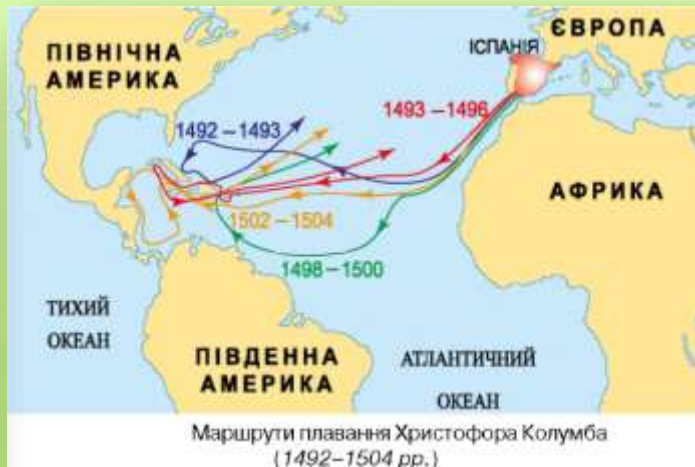 ПІВНІЧНА
АМЕРИКА
ІСПАНІЯ
ЄВРОПА
1492 – 1493
1493 – 1496
АФРИКА
1502 – 1504
1498 – 1500
ТИХИЙ
ОКЕАН
ПІВДЕННА
АМЕРИКА
АТЛАНТИЧНИЙ
ОКЕАН
Маршрути плавання Христофора Колумба
(1492–1504 рр.)